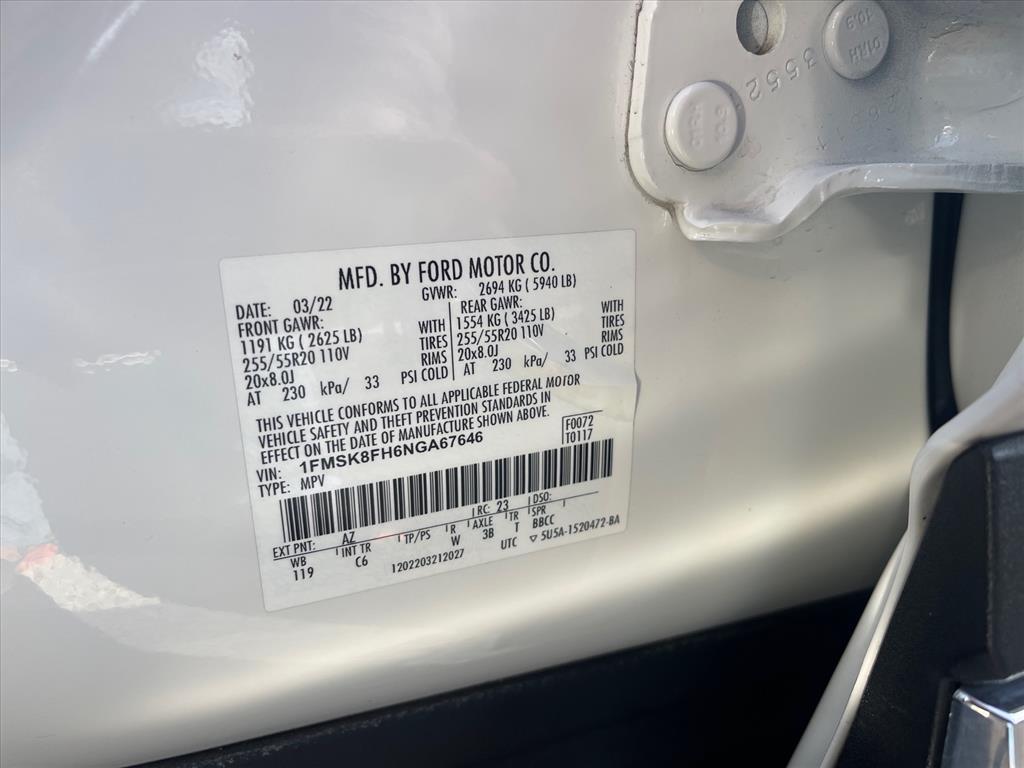 10.9
01LH
3552
MFD. BY FORD MOTOR CO.
DATE: 03/22 GVWR: 2694 KG ( 5940 LB)
FRONT GAWR: REAR GAWR:
1191 KG ( 2625 LB) WITH 1554 KG ( 3425 LB) WITH
255/55R20 110V TIRES 255/55R20 110V TIRES
20x8.0J RIMS 20x8.0J RIMS
AT 230 kPa/ 33 PSI COLD AT 230 kPa/ 33 PSI COLD
THIS VEHICLE CONFORMS TO ALL APPLICABLE FEDERAL MOTOR
VEHICLE SAFETY AND THEFT PREVENTION STANDARDS IN
EFFECT ON THE DATE OF MANUFACTURE SHOWN ABOVE.
VIN: 1FMSK8FH6NGA67646 F0072
TYPE: MPV T0117
EXT PNT: AZ RC: 23 DSO:
WB INT TR TP/PS R AXLE TR SPR
119 C6 W 3B T BBCC
1202203212027 UTC ▽ 5U5A-1520472-BA